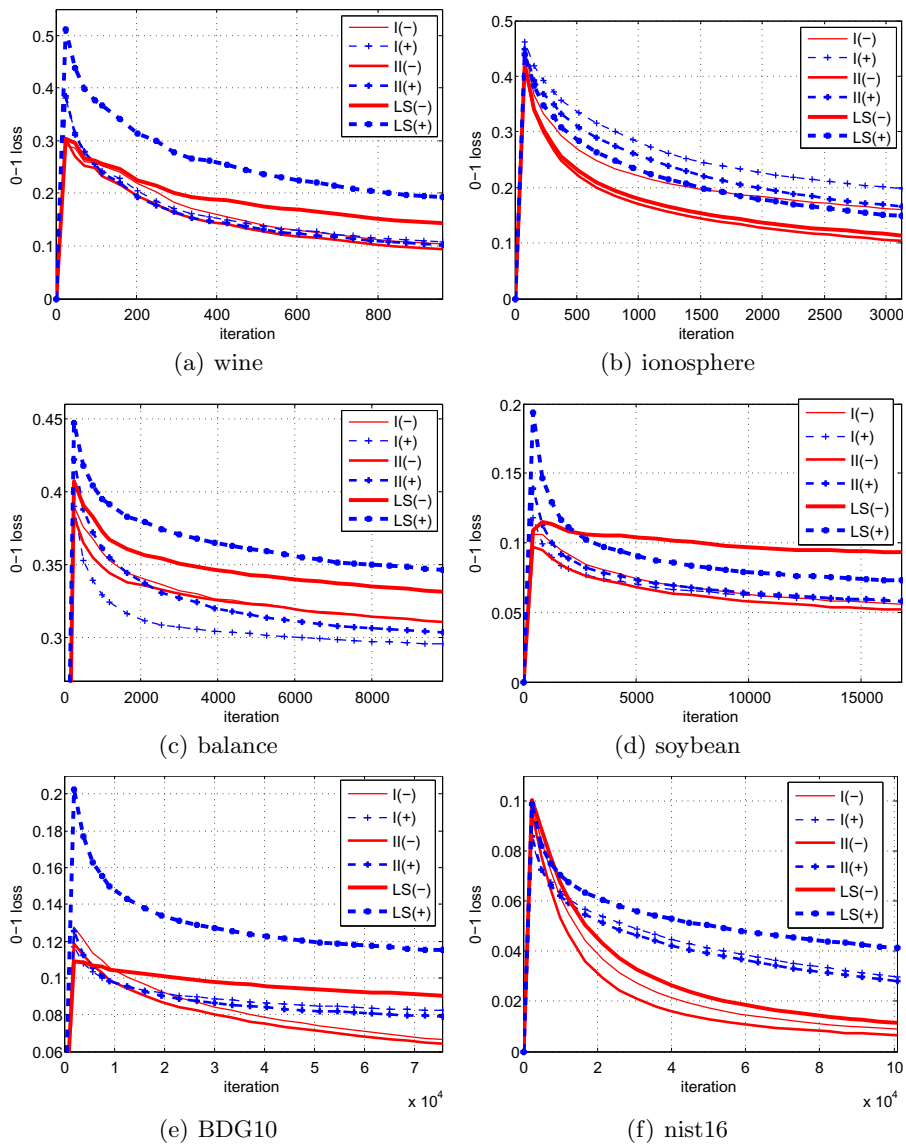 0.5
0.4
0.3
0.2
0.1
0
0−1 loss
0 200 400 600 800
iteration
I(−)
I(+)
II(−)
II(+)
LS(−)
LS(+)
(a) wine
0.5
0.4
0.3
0.2
0.1
0
0−1 loss
0 500 1000 1500 2000 2500 3000
iteration
I(−)
I(+)
II(−)
II(+)
LS(−)
LS(+)
(b) ionosphere
0.45
0.4
0.35
0.3
0−1 loss
0 2000 4000 6000 8000
iteration
I(−)
I(+)
II(−)
II(+)
LS(−)
LS(+)
(c) balance
0.2
0.15
0.1
0.05
0
0−1 loss
0 5000 10000 15000
iteration
I(−)
I(+)
II(−)
II(+)
LS(−)
LS(+)
(d) soybean
0.2
0.18
0.16
0.14
0.12
0.1
0.08
0.06
0−1 loss
0 1 2 3 4 5 6 7
iteration
x 10⁴
I(−)
I(+)
II(−)
II(+)
LS(−)
LS(+)
(e) BDG10
0.1
0.08
0.06
0.04
0.02
0
0−1 loss
0 2 4 6 8 10
iteration
x 10⁴
I(−)
I(+)
II(−)
II(+)
LS(−)
LS(+)
(f) nist16